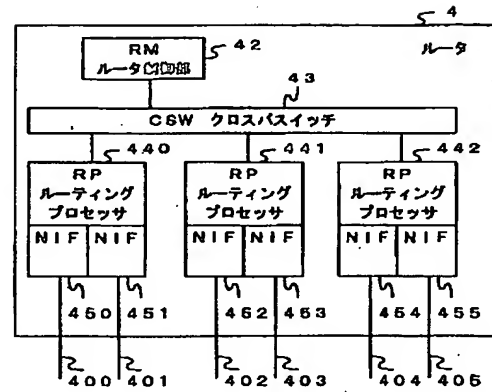 4
ルータ
RM
ルータ制御部
42
43
CSW クロスバスイッチ
440
441
442
RP
ルーティング
プロセッサ
NIF NIF
RP
ルーティング
プロセッサ
NIF NIF
RP
ルーティング
プロセッサ
NIF NIF
450 451
452 453
454 455
400 401
402 403
404 405